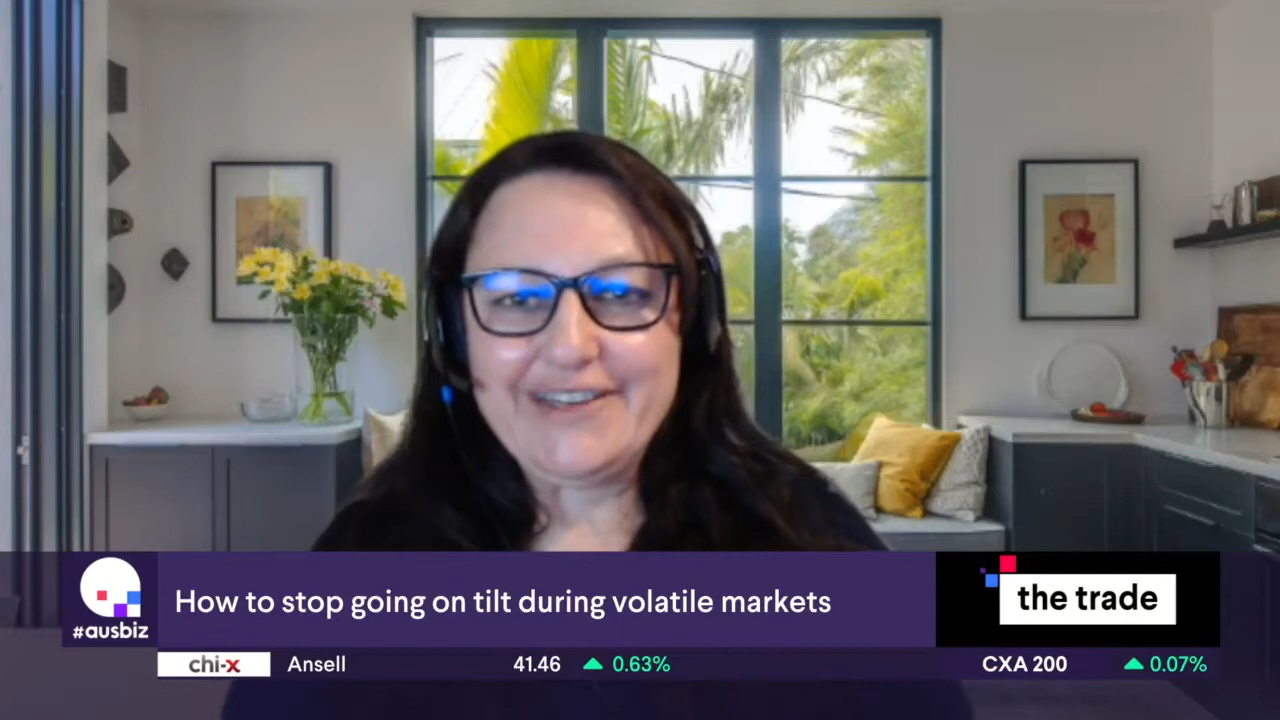 How to stop going on tilt during volatile markets
the trade
#ausbiz
chi-x Ansell 41.46 0.63% CXA 200 0.07%